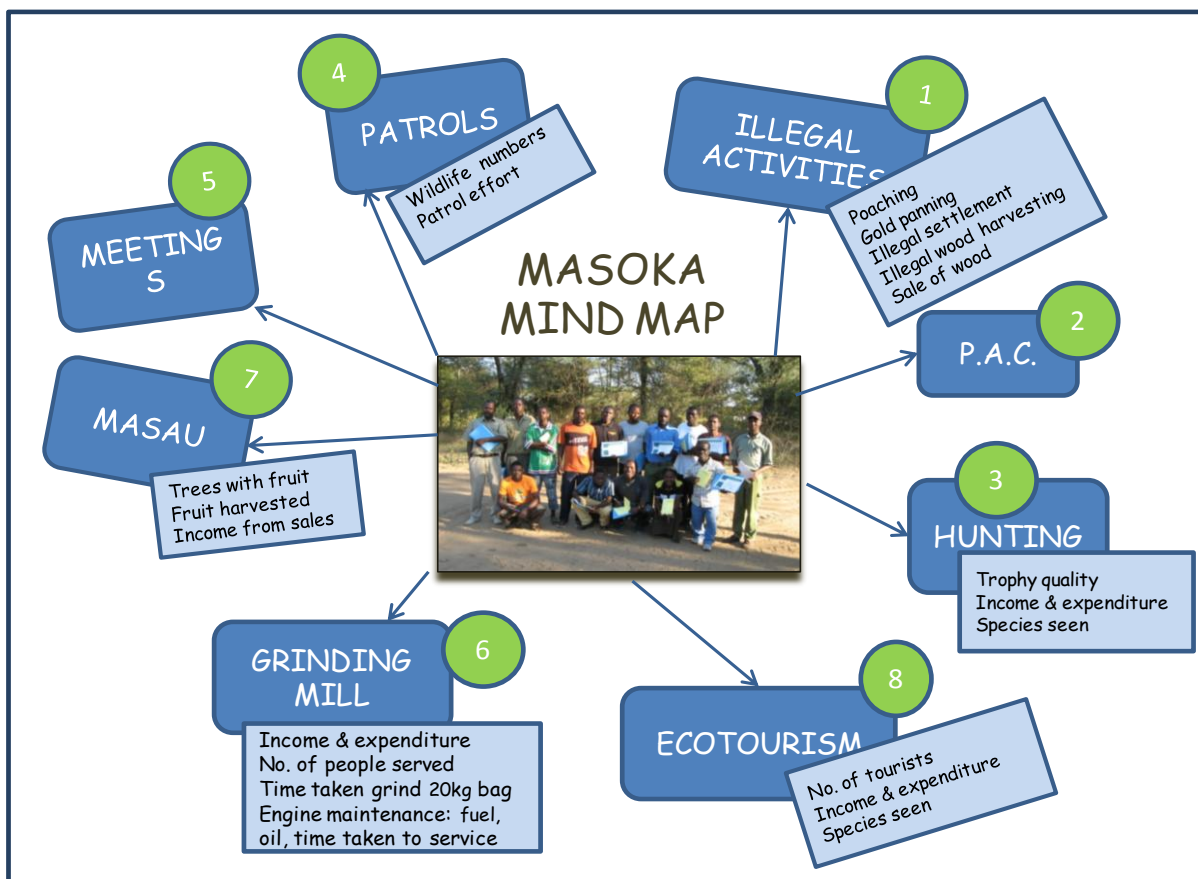 MASOKA
MIND MAP
1
ILLEGAL
ACTIVITIES
Poaching
Gold panning
Illegal settlement
Illegal wood harvesting
Sale of wood
2
P.A.C.
3
HUNTING
Trophy quality
Income & expenditure
Species seen
4
PATROLS
Wildlife numbers
Patrol effort
5
MEETING
S
6
GRINDING
MILL
Income & expenditure
No. of people served
Time taken grind 20kg bag
Engine maintenance: fuel,
oil, time taken to service
7
MASAU
Trees with fruit
Fruit harvested
Income from sales
8
ECOTOURISM
No. of tourists
Income & expenditure
Species seen